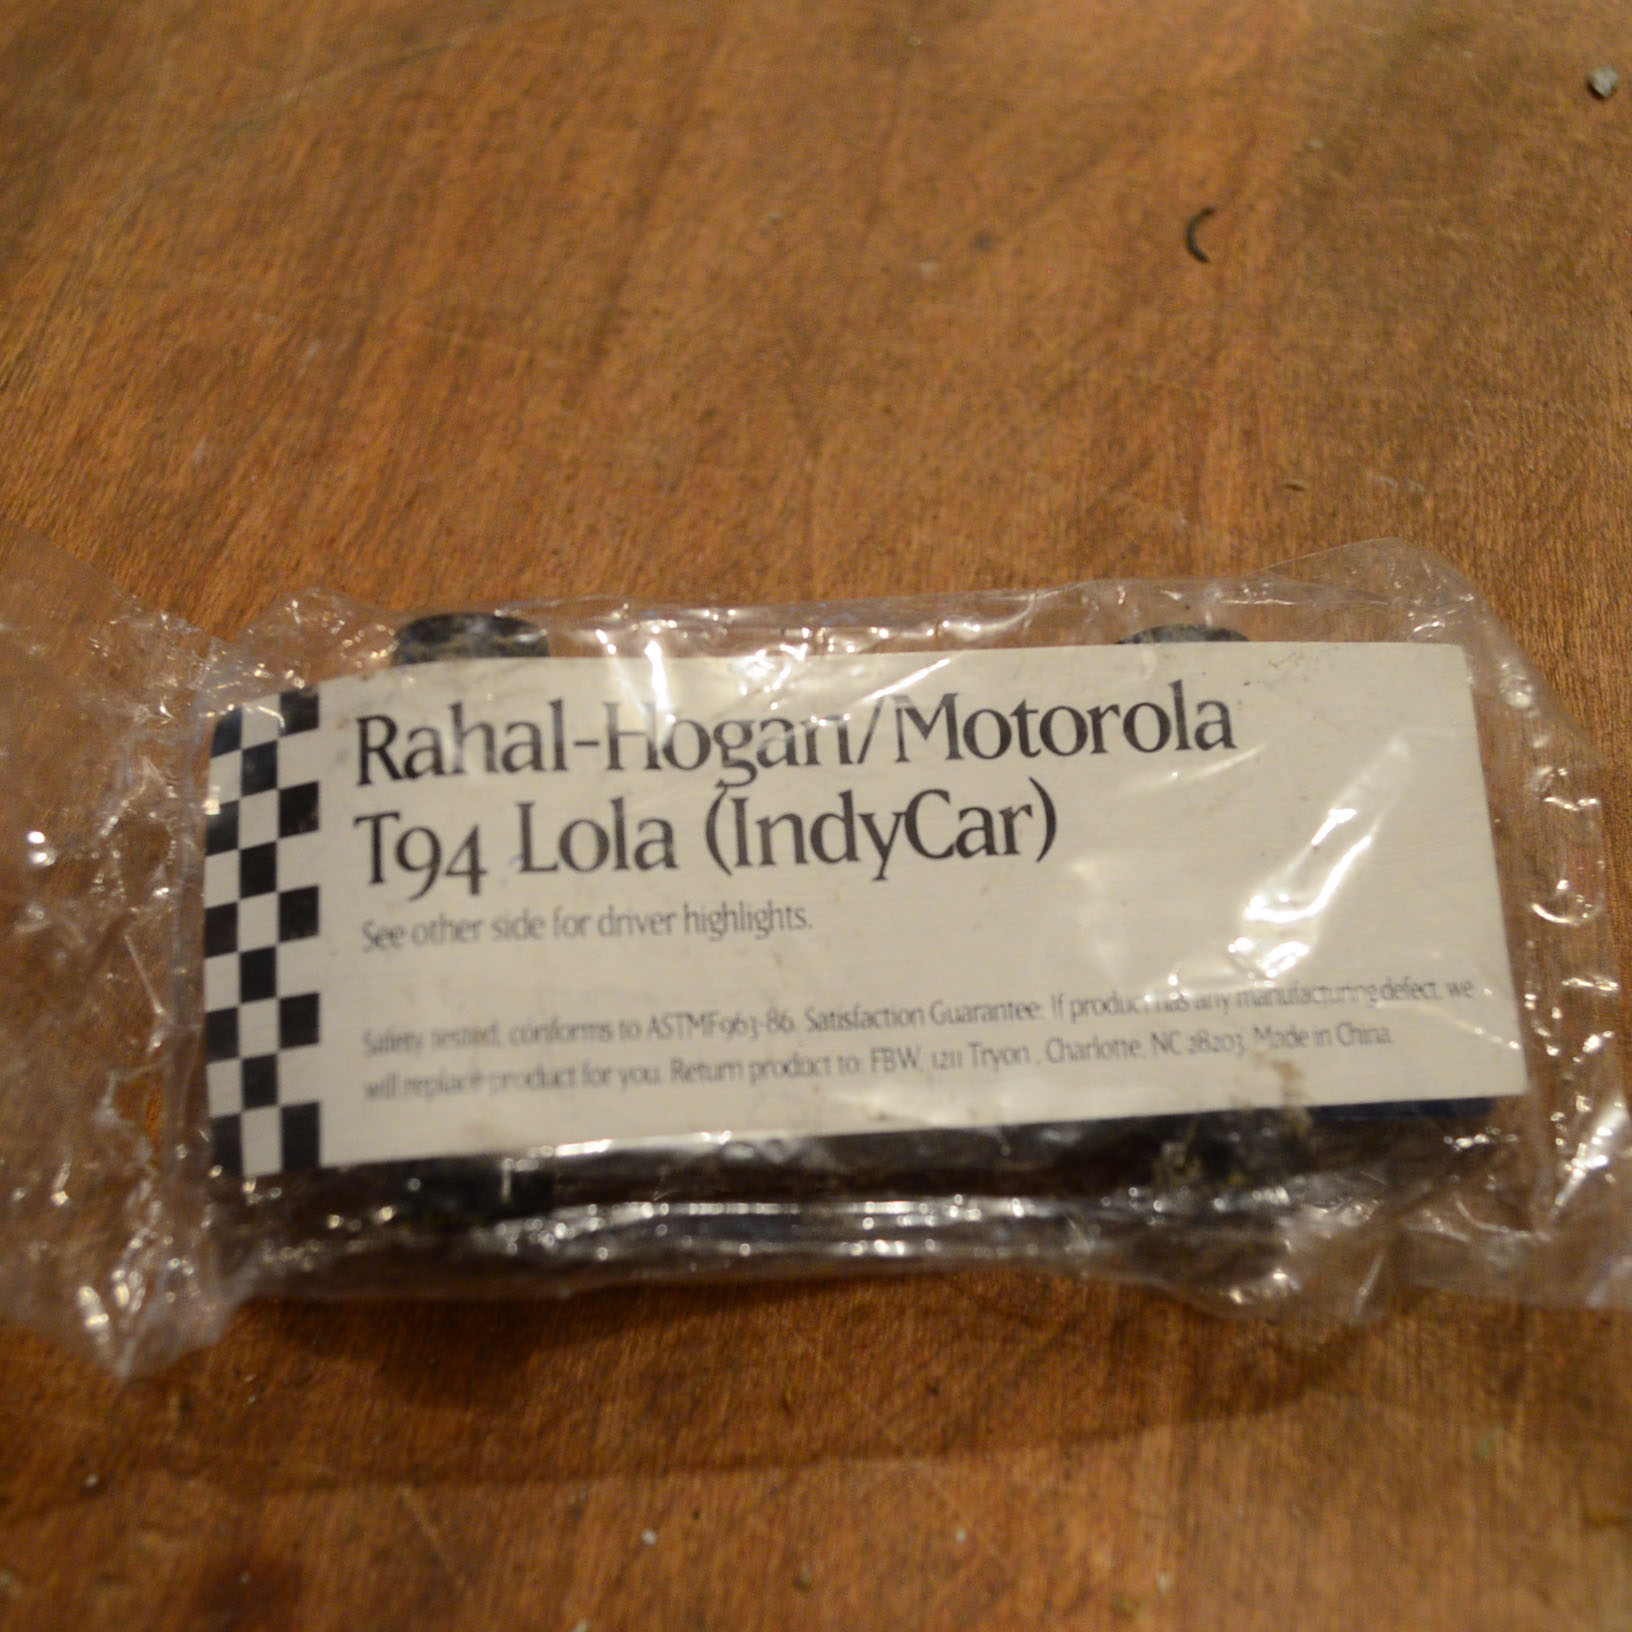 Rahal-Hogan/Motorola
T94 Lola (IndyCar)
See other side for driver highlights.
Safety tested, conforms to ASTMF963-86. Satisfaction Guarantee: If product has any manufacturing defect, we
will replace product for you. Return product to: FBW, 1211 Tryon , Charlotte, NC 28203. Made in China